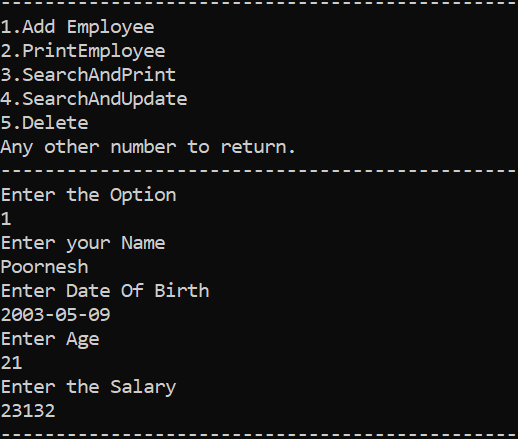 ------------------------------------------------
1.Add Employee
2.PrintEmployee
3.SearchAndPrint
4.SearchAndUpdate
5.Delete
Any other number to return.
------------------------------------------------
Enter the Option
1
Enter your Name
Poornesh
Enter Date Of Birth
2003-05-09
Enter Age
21
Enter the Salary
23132
------------------------------------------------